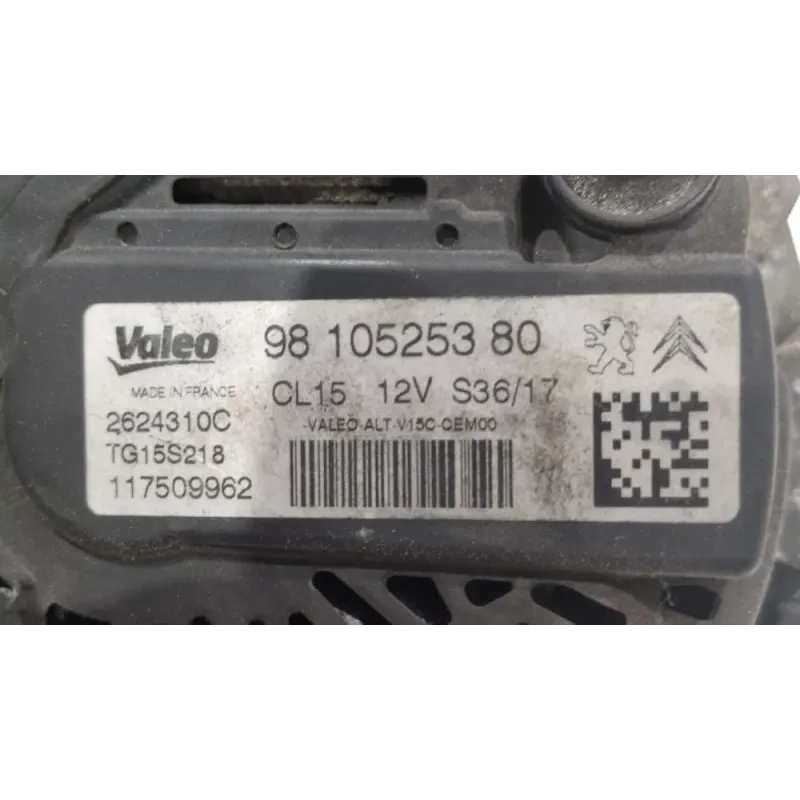 Valeo 98 105253 80
MADE IN FRANCE CL15 12V S36/17
2624310C -VALEO ALT-V15C-OEM00
TG15S218
117509962